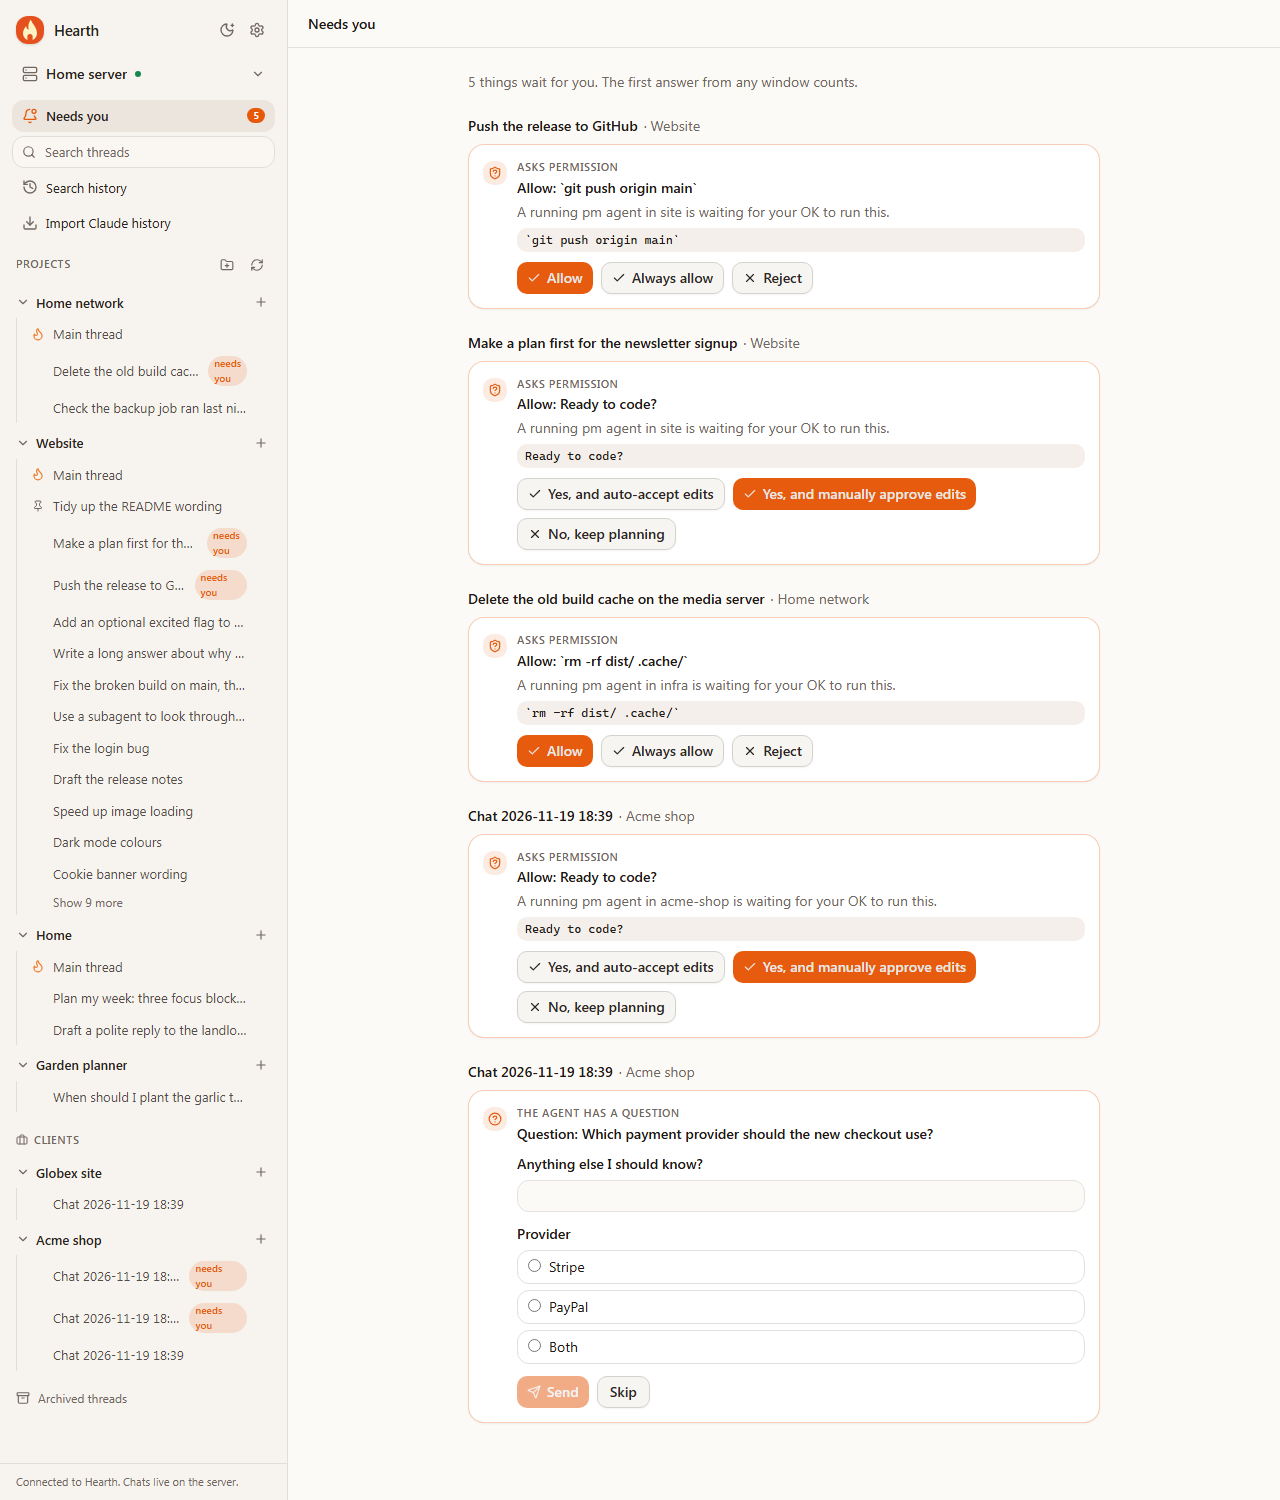 Hearth
Home server
Needs you
5
Search threads
Search history
Import Claude history
PROJECTS
Home network
Main thread
Delete the old build cac...
needs you
Check the backup job ran last ni...
Website
Main thread
Tidy up the README wording
Make a plan first for th...
needs you
Push the release to G...
needs you
Add an optional excited flag to ...
Write a long answer about why ...
Fix the broken build on main, th...
Use a subagent to look through...
Fix the login bug
Draft the release notes
Speed up image loading
Dark mode colours
Cookie banner wording
Show 9 more
Home
Main thread
Plan my week: three focus block...
Draft a polite reply to the landlo...
Garden planner
When should I plant the garlic t...
CLIENTS
Globex site
Chat 2026-11-19 18:39
Acme shop
Chat 2026-11-19 18:...
needs you
Chat 2026-11-19 18:...
needs you
Chat 2026-11-19 18:39
Archived threads
Connected to Hearth. Chats live on the server.
Needs you
5 things wait for you. The first answer from any window counts.
Push the release to GitHub · Website
ASKS PERMISSION
Allow: `git push origin main`
A running pm agent in site is waiting for your OK to run this.
`git push origin main`
Allow
Always allow
Reject
Make a plan first for the newsletter signup · Website
ASKS PERMISSION
Allow: Ready to code?
A running pm agent in site is waiting for your OK to run this.
Ready to code?
Yes, and auto-accept edits
Yes, and manually approve edits
No, keep planning
Delete the old build cache on the media server · Home network
ASKS PERMISSION
Allow: `rm -rf dist/ .cache/`
A running pm agent in infra is waiting for your OK to run this.
`rm -rf dist/ .cache/`
Allow
Always allow
Reject
Chat 2026-11-19 18:39 · Acme shop
ASKS PERMISSION
Allow: Ready to code?
A running pm agent in acme-shop is waiting for your OK to run this.
Ready to code?
Yes, and auto-accept edits
Yes, and manually approve edits
No, keep planning
Chat 2026-11-19 18:39 · Acme shop
THE AGENT HAS A QUESTION
Question: Which payment provider should the new checkout use?
Anything else I should know?
Provider
Stripe
PayPal
Both
Send
Skip